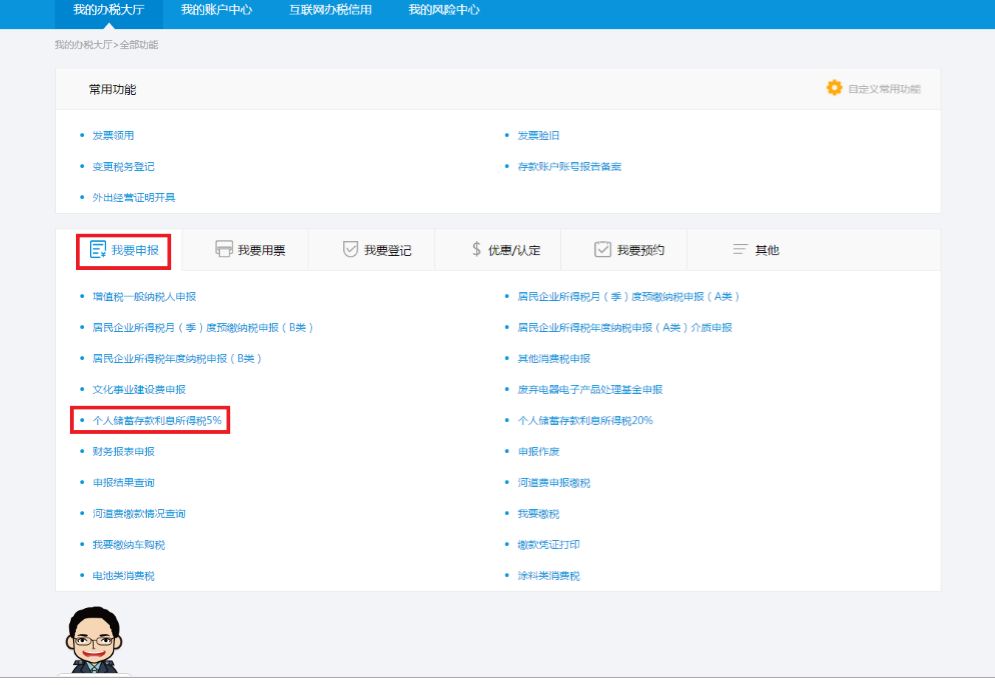 我的办税大厅 我的账户中心 互联网办税信用 我的风险中心
我的办税大厅>全部功能
常用功能 自定义常用功能
发票领用 发票验旧
变更税务登记 存款账户账号报告备案
外出经营证明开具
我要申报 我要用票 我要登记 优惠/认定 我要预约 其他
增值税一般纳税人申报 居民企业所得税月（季）度预缴纳税申报（A类）
居民企业所得税月（季）度预缴纳税申报（B类） 居民企业所得税年度纳税申报（A类）介质申报
居民企业所得税年度纳税申报（B类） 其他消费税申报
文化事业建设费申报 废弃电器电子产品处理基金申报
个人储蓄存款利息所得税5% 个人储蓄存款利息所得税20%
财务报表申报 申报作废
申报结果查询 河道费申报缴税
河道费缴款情况查询 我要缴税
我要缴纳车购税 缴款凭证打印
电池类消费税 涂料类消费税